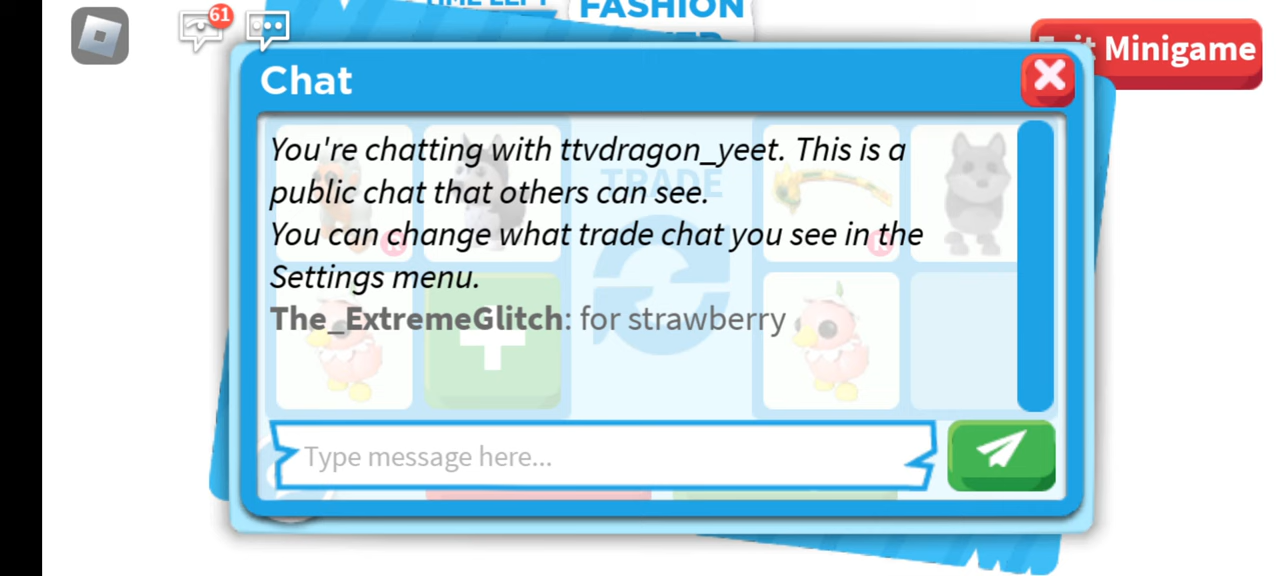 61
FASHION
Minigame
Chat
You're chatting with ttvdragon_yeet. This is a
public chat that others can see.
You can change what trade chat you see in the
Settings menu.
The_ExtremeGlitch: for strawberry
TRADE
R
R
Type message here...